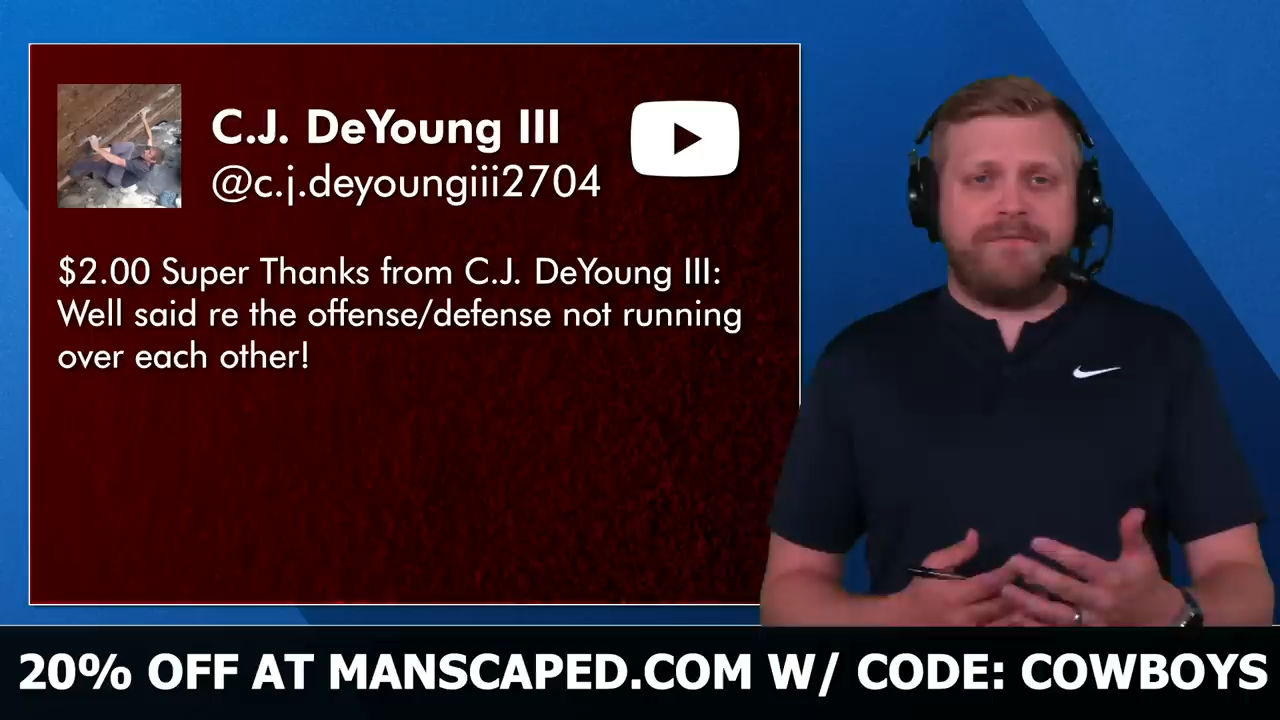 C.J. DeYoung III
@c.j.deyoungiii2704
$2.00 Super Thanks from C.J. DeYoung III:
Well said re the offense/defense not running
over each other!
20% OFF AT MANSCAPED.COM W/ CODE: COWBOYS